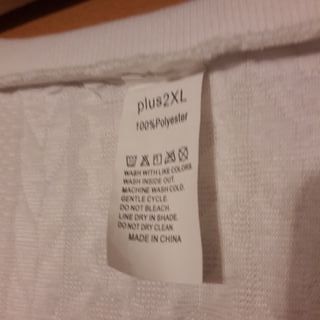 plus2XL
100%Polyester
WASH WITH LIKE COLORS.
WASH INSIDE OUT.
MACHINE WASH COLD.
GENTLE CYCLE.
DO NOT BLEACH.
LINE DRY IN SHADE.
DO NOT DRY CLEAN
MADE IN CHINA